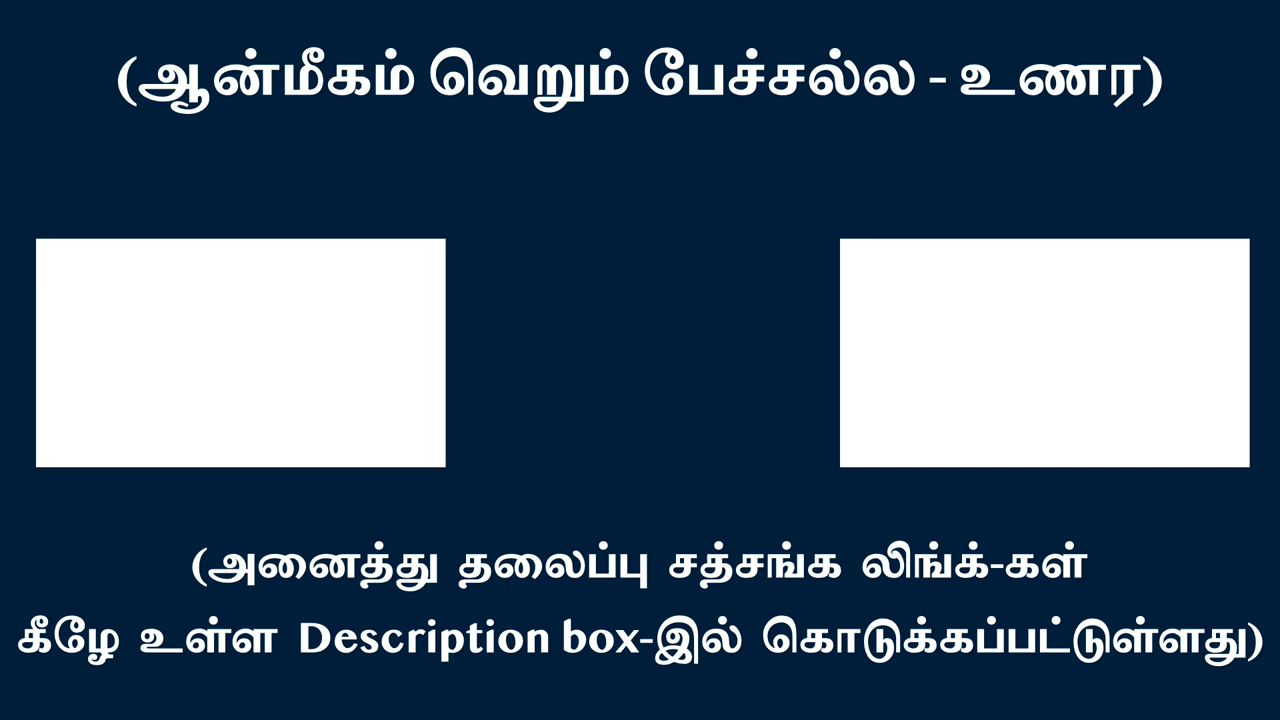 (ஆன்மீகம் வெறும் பேச்சல்ல - உணர)
(அனைத்து தலைப்பு சத்சங்க லிங்க்-கள்
கீழே உள்ள Description box-இல் கொடுக்கப்பட்டுள்ளது)